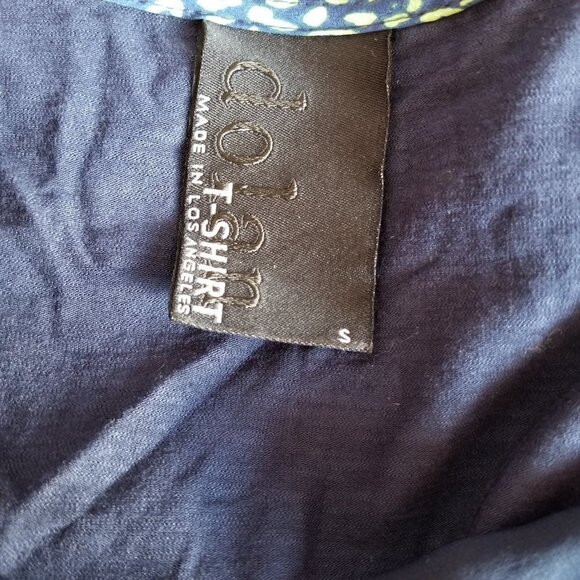 dolan
T-SHIRT
MADE IN LOS ANGELES
S